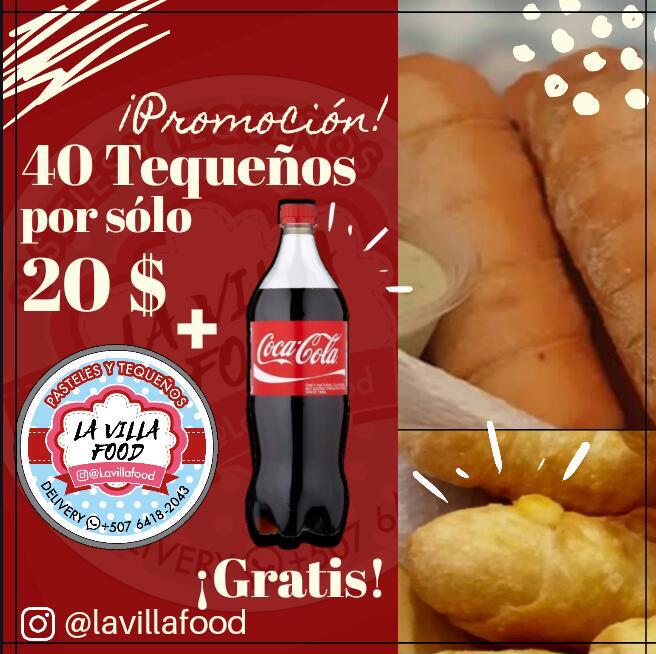 ¡Promoción!
40 Tequeños
por sólo
20 $
+
Coca-Cola
PASTELES Y TEQUEÑOS
LA VILLA
FOOD
@Lavillafood
DELIVERY +507 6418 2043
¡Gratis!
@lavillafood